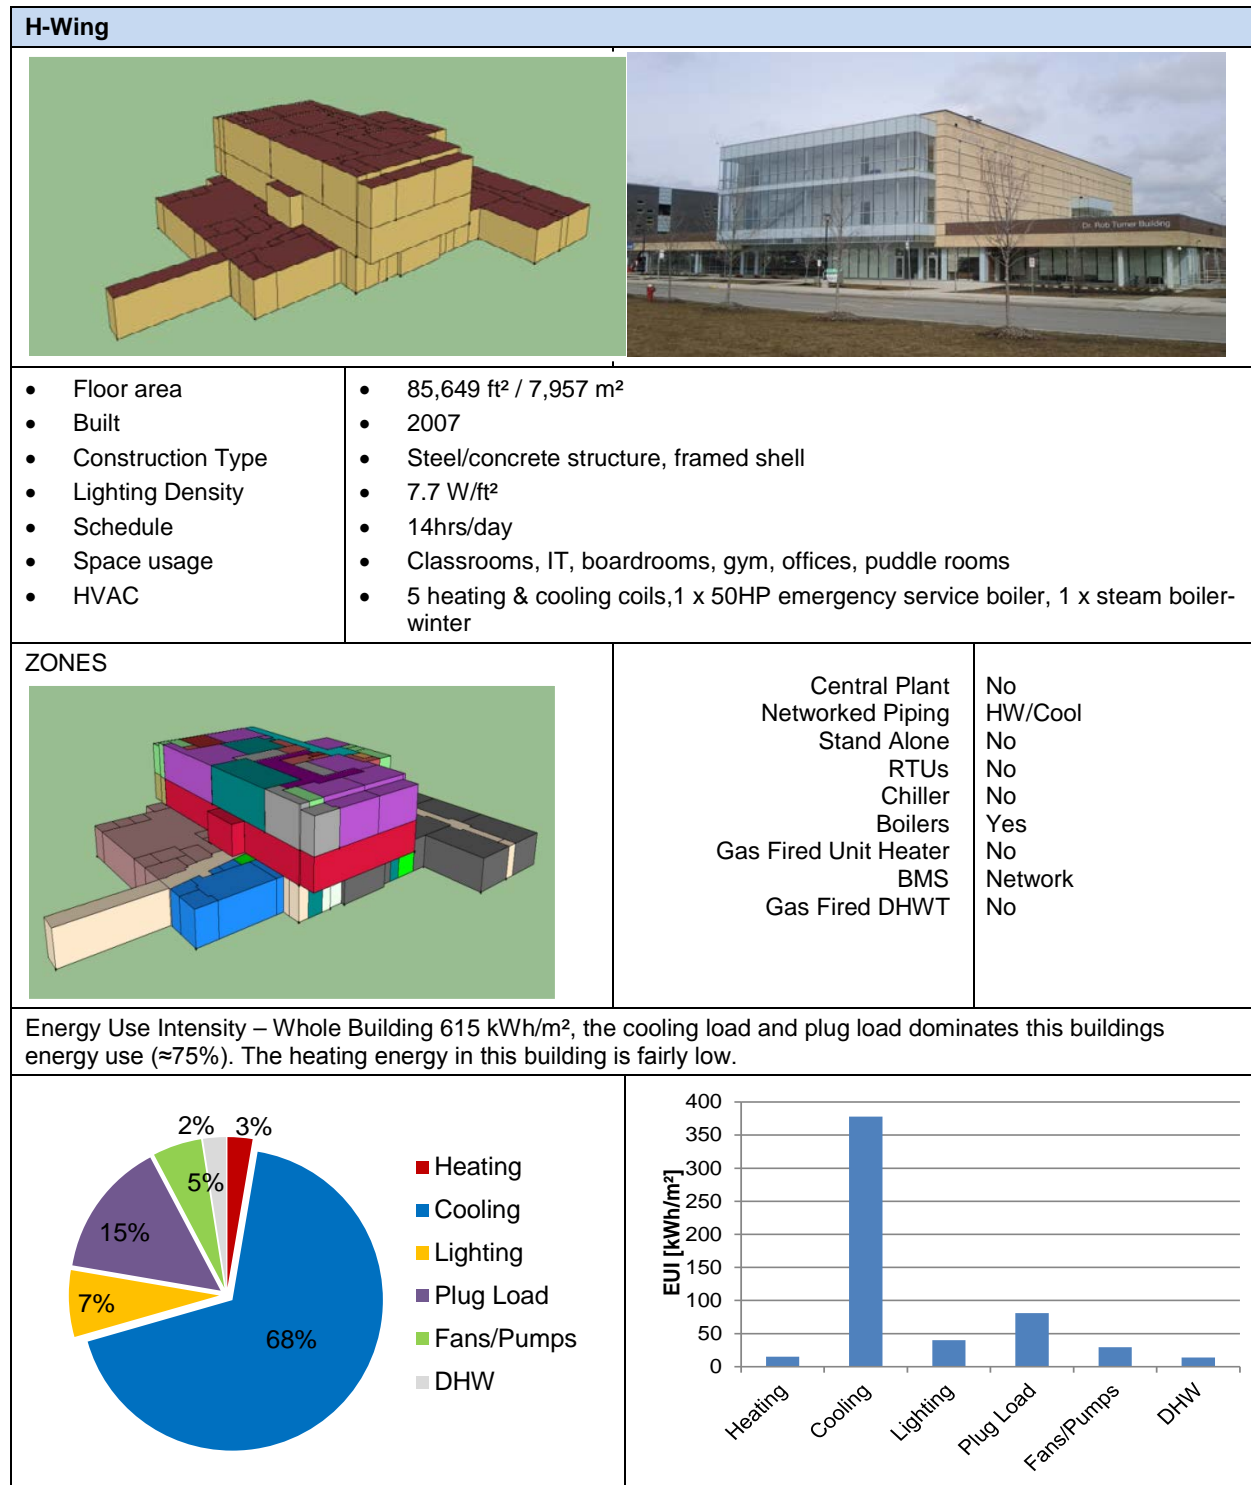 H-Wing
Dr. Rob Turner Building
• Floor area
• Built
• Construction Type
• Lighting Density
• Schedule
• Space usage
• HVAC
• 85,649 ft² / 7,957 m²
• 2007
• Steel/concrete structure, framed shell
• 7.7 W/ft²
• 14hrs/day
• Classrooms, IT, boardrooms, gym, offices, puddle rooms
• 5 heating & cooling coils,1 x 50HP emergency service boiler, 1 x steam boiler-
winter
ZONES
Central Plant No
Networked Piping HW/Cool
Stand Alone No
RTUs No
Chiller No
Boilers Yes
Gas Fired Unit Heater No
BMS Network
Gas Fired DHWT No
Energy Use Intensity – Whole Building 615 kWh/m², the cooling load and plug load dominates this buildings
energy use (≈75%). The heating energy in this building is fairly low.
2% 3%
5%
15%
7%
68%
Heating
Cooling
Lighting
Plug Load
Fans/Pumps
DHW
EUI [kWh/m²]
400
350
300
250
200
150
100
50
0
Heating
Cooling
Lighting
Plug Load
Fans/Pumps
DHW